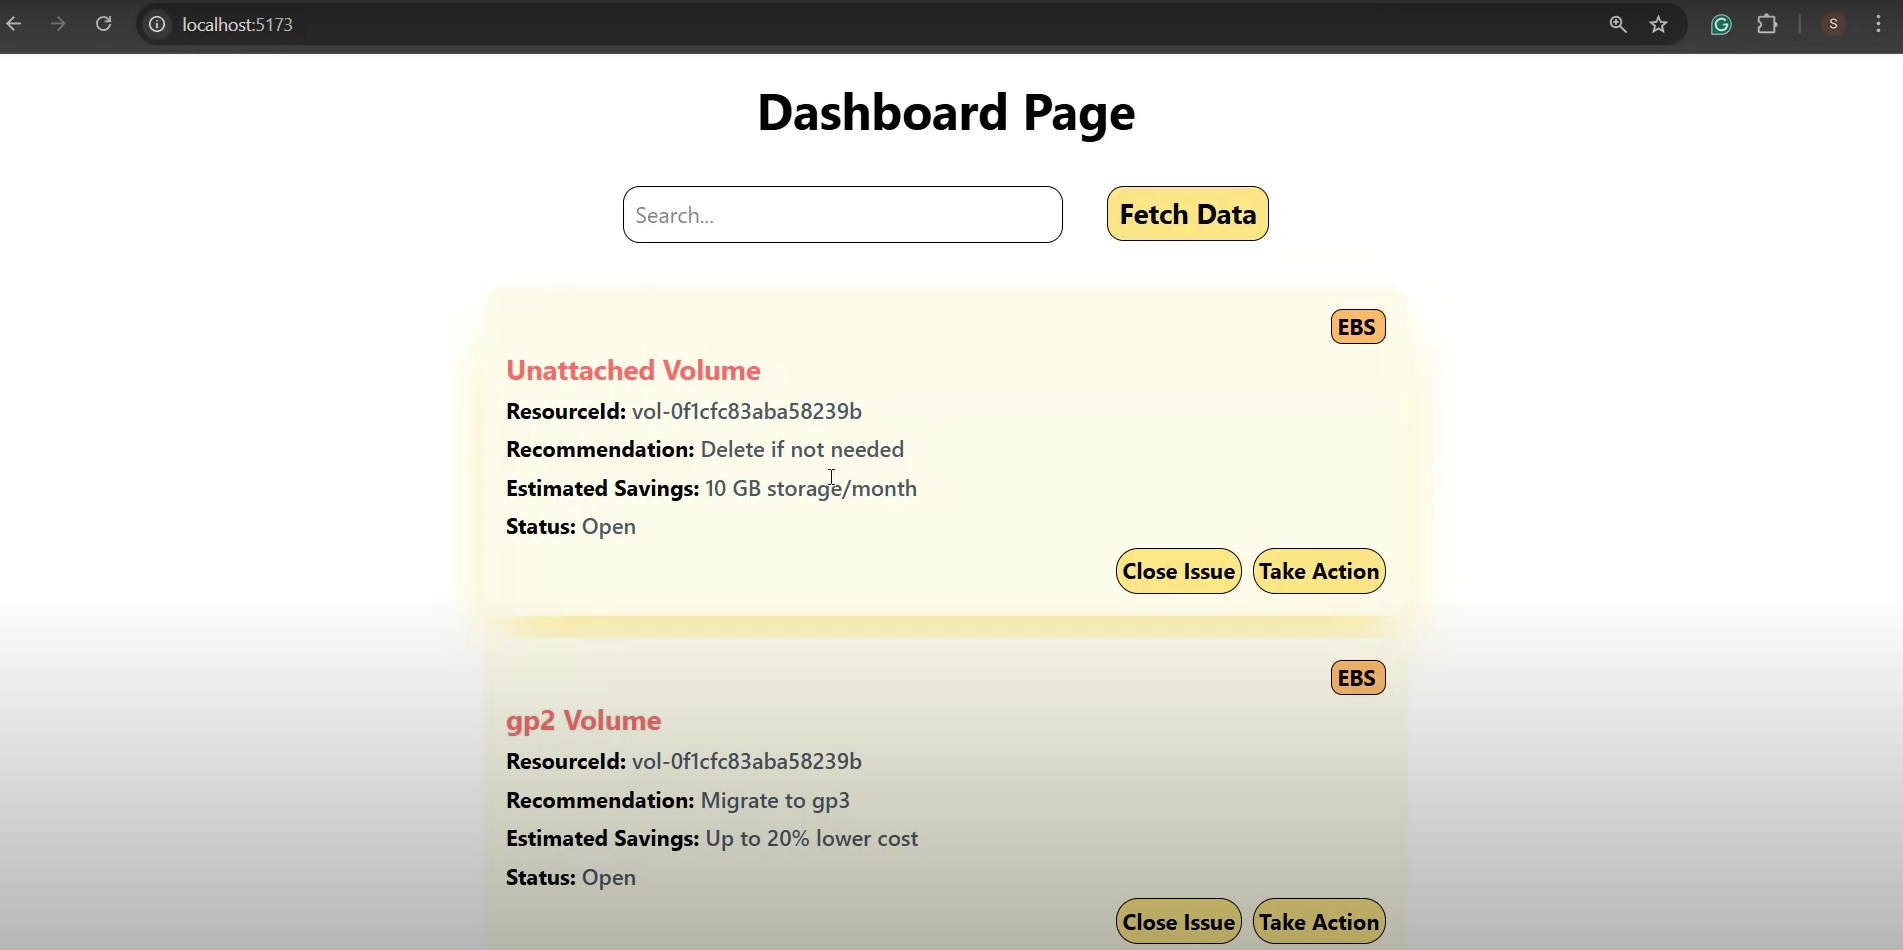 localhost:5173
S
Dashboard Page
Search...
Fetch Data
EBS
Unattached Volume
ResourceId: vol-0f1cfc83aba58239b
Recommendation: Delete if not needed
Estimated Savings: 10 GB storage/month
Status: Open
Close Issue Take Action
EBS
gp2 Volume
ResourceId: vol-0f1cfc83aba58239b
Recommendation: Migrate to gp3
Estimated Savings: Up to 20% lower cost
Status: Open
Close Issue Take Action